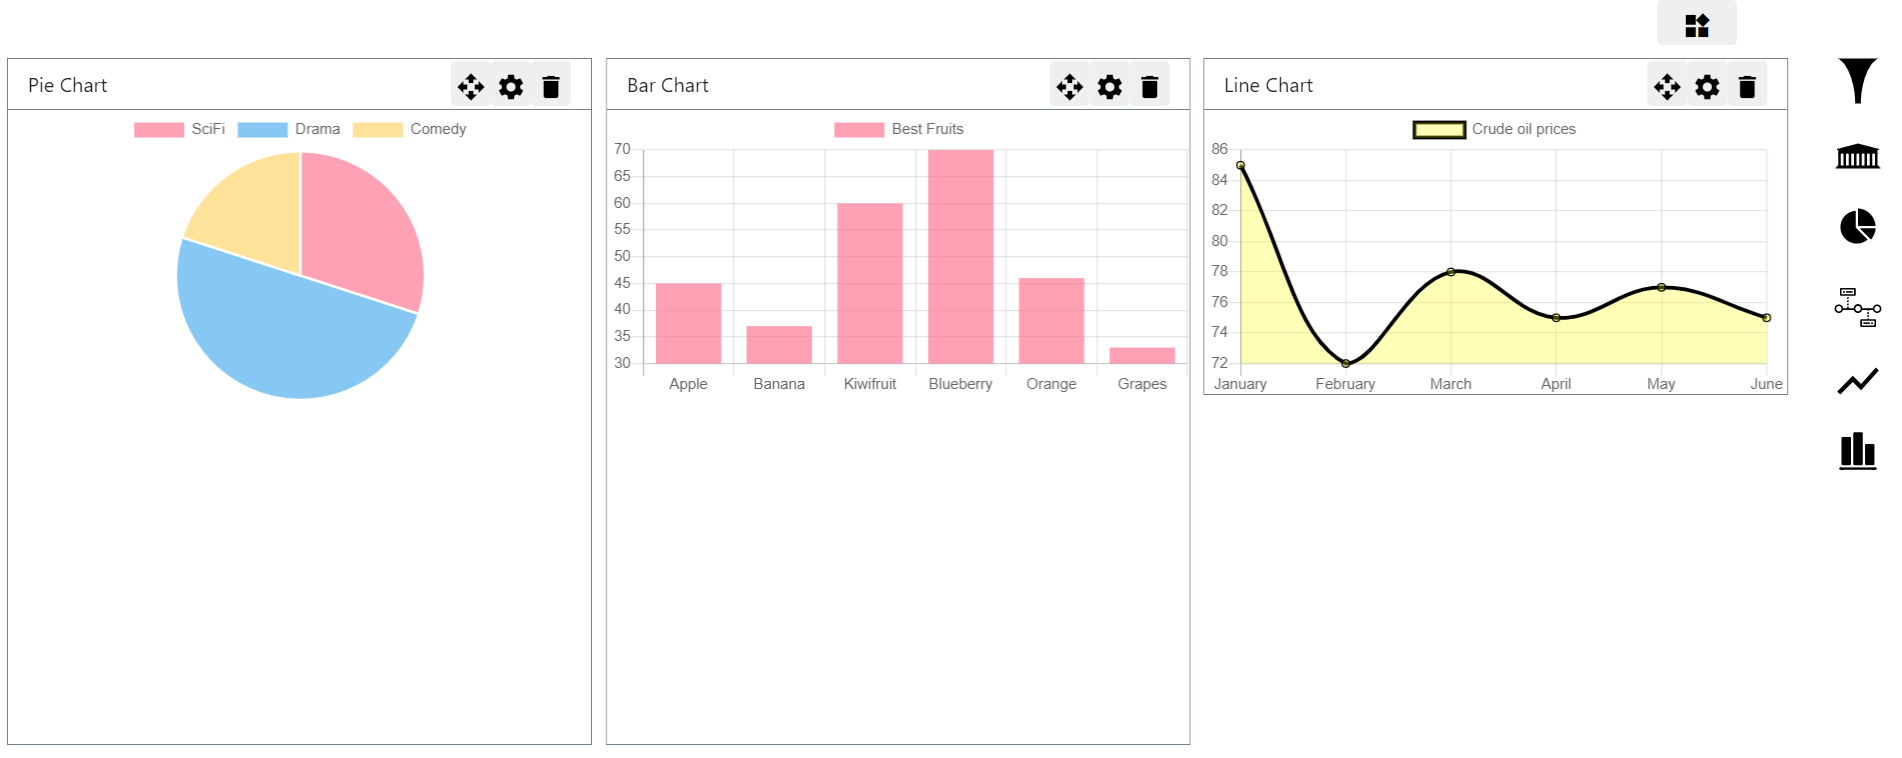 Pie Chart
SciFi Drama Comedy
Bar Chart
Best Fruits
70
65
60
55
50
45
40
35
30
Apple Banana Kiwifruit Blueberry Orange Grapes
Line Chart
Crude oil prices
86
84
82
80
78
76
74
72
January February March April May June